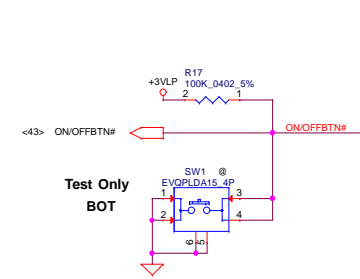 R17
+3VLP 100K_0402_5%
2 1
<43> ON/OFFBTN# ON/OFFBTN#
SW1 @
Test Only EVQPLDA15_4P
BOT
1 3
2 4
6 5